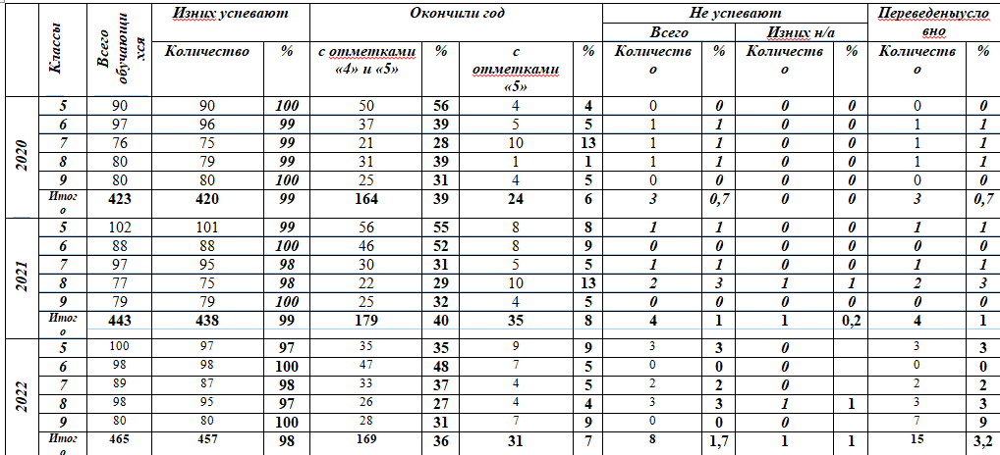 Классы
Всего обучающи хся
Изних успевают
Окончили год
Не успевают
Переведеныусло вно
Всего
Изних н/а
Количество
%
с отметками «4» и «5»
%
с отметками «5»
%
Количеств о
%
Количеств о
%
Количеств о
%
2020
5 90 90 100 50 56 4 4 0 0 0 0 0 0
6 97 96 99 37 39 5 5 1 1 0 0 1 1
7 76 75 99 21 28 10 13 1 1 0 0 1 1
8 80 79 99 31 39 1 1 1 1 0 0 1 1
9 80 80 100 25 31 4 5 0 0 0 0 0 0
Итог о 423 420 99 164 39 24 6 3 0,7 0 0 3 0,7
2021
5 102 101 99 56 55 8 8 1 1 0 0 1 1
6 88 88 100 46 52 8 9 0 0 0 0 0 0
7 97 95 98 30 31 5 5 1 1 0 0 1 1
8 77 75 98 22 29 10 13 2 3 1 1 2 3
9 79 79 100 25 32 4 5 0 0 0 0 0 0
Итог о 443 438 99 179 40 35 8 4 1 1 0,2 4 1
2022
5 100 97 97 35 35 9 9 3 3 0 3 3
6 98 98 100 47 48 7 5 0 0 0 0 0
7 89 87 98 33 37 4 5 2 2 0 2 2
8 98 95 97 26 27 4 4 3 3 1 1 3 3
9 80 80 100 28 31 7 9 0 0 0 7 9
Итог о 465 457 98 169 36 31 7 8 1,7 1 1 15 3,2